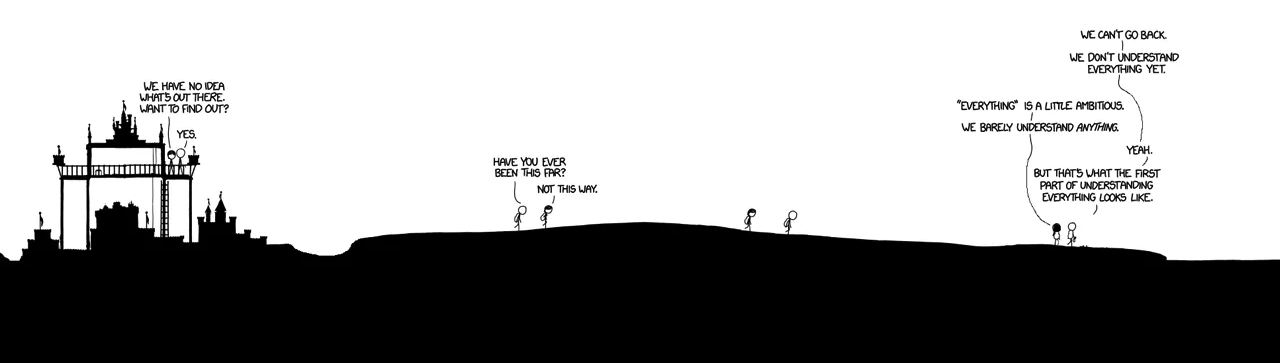 WE HAVE NO IDEA
WHAT'S OUT THERE.
WANT TO FIND OUT?
YES.
HAVE YOU EVER
BEEN THIS FAR?
NOT THIS WAY.
WE CAN'T GO BACK.
WE DON'T UNDERSTAND
EVERYTHING YET.
"EVERYTHING" IS A LITTLE AMBITIOUS.
WE BARELY UNDERSTAND ANYTHING.
YEAH.
BUT THAT'S WHAT THE FIRST
PART OF UNDERSTANDING
EVERYTHING LOOKS LIKE.